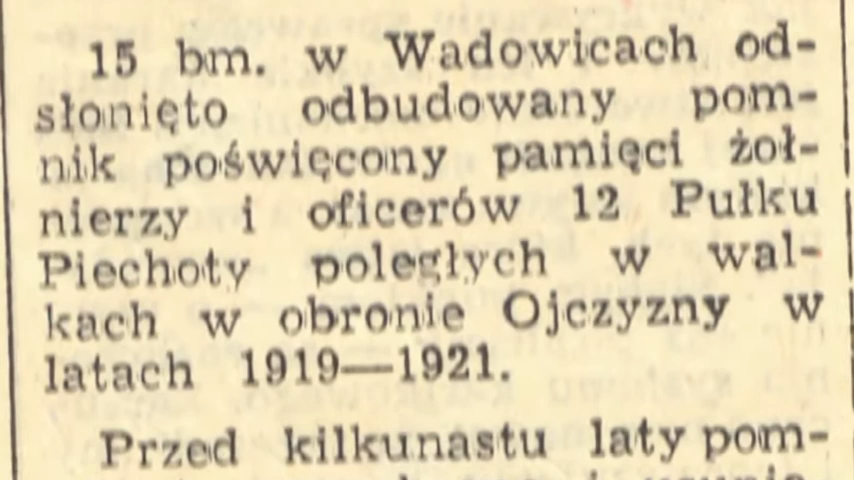 15 bm. w Wadowicach od-
słonięto odbudowany pom-
nik poświęcony pamięci żoł-
nierzy i oficerów 12 Pułku
Piechoty poległych w wal-
kach w obronie Ojczyzny w
latach 1919—1921.
Przed kilkunastu laty pom-